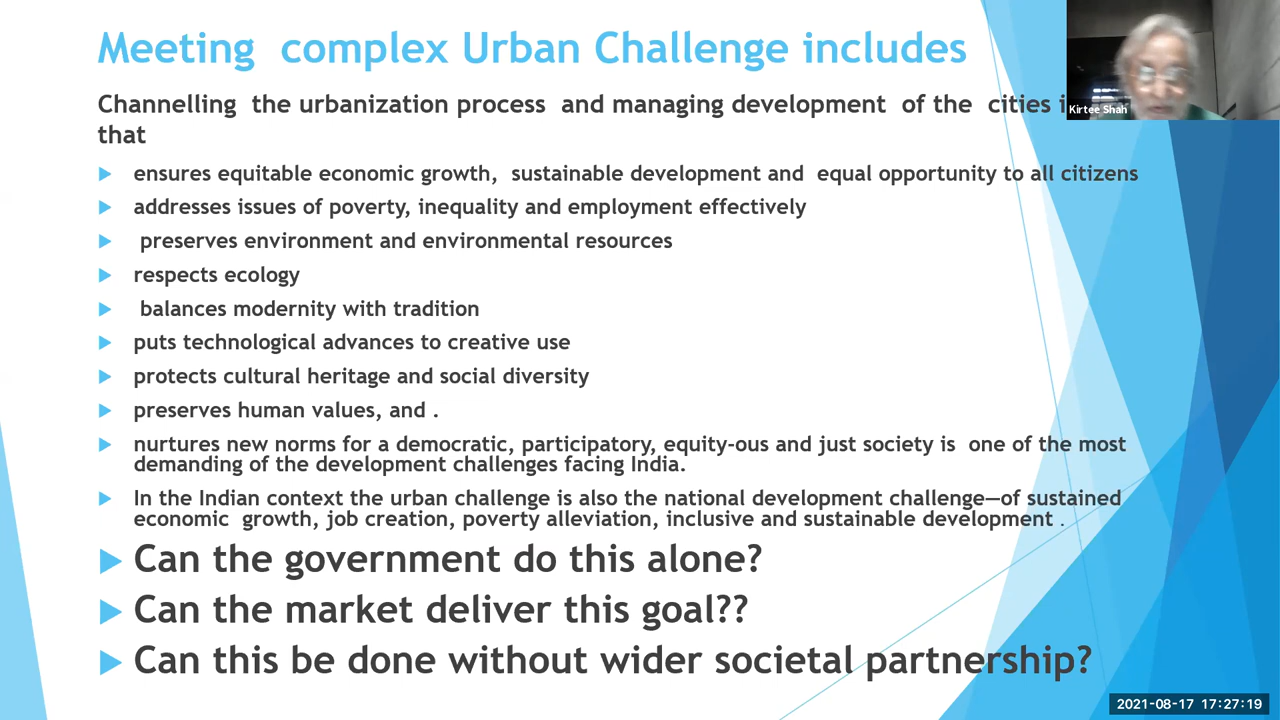 Meeting complex Urban Challenge includes
Channelling the urbanization process and managing development of the cities
that
ensures equitable economic growth, sustainable development and equal opportunity to all citizens
addresses issues of poverty, inequality and employment effectively
preserves environment and environmental resources
respects ecology
balances modernity with tradition
puts technological advances to creative use
protects cultural heritage and social diversity
preserves human values, and .
nurtures new norms for a democratic, participatory, equity-ous and just society is one of the most
demanding of the development challenges facing India.
In the Indian context the urban challenge is also the national development challenge—of sustained
economic growth, job creation, poverty alleviation, inclusive and sustainable development .
Can the government do this alone?
Can the market deliver this goal??
Can this be done without wider societal partnership?
Kirtee Shah
2021-08-17 17:27:19